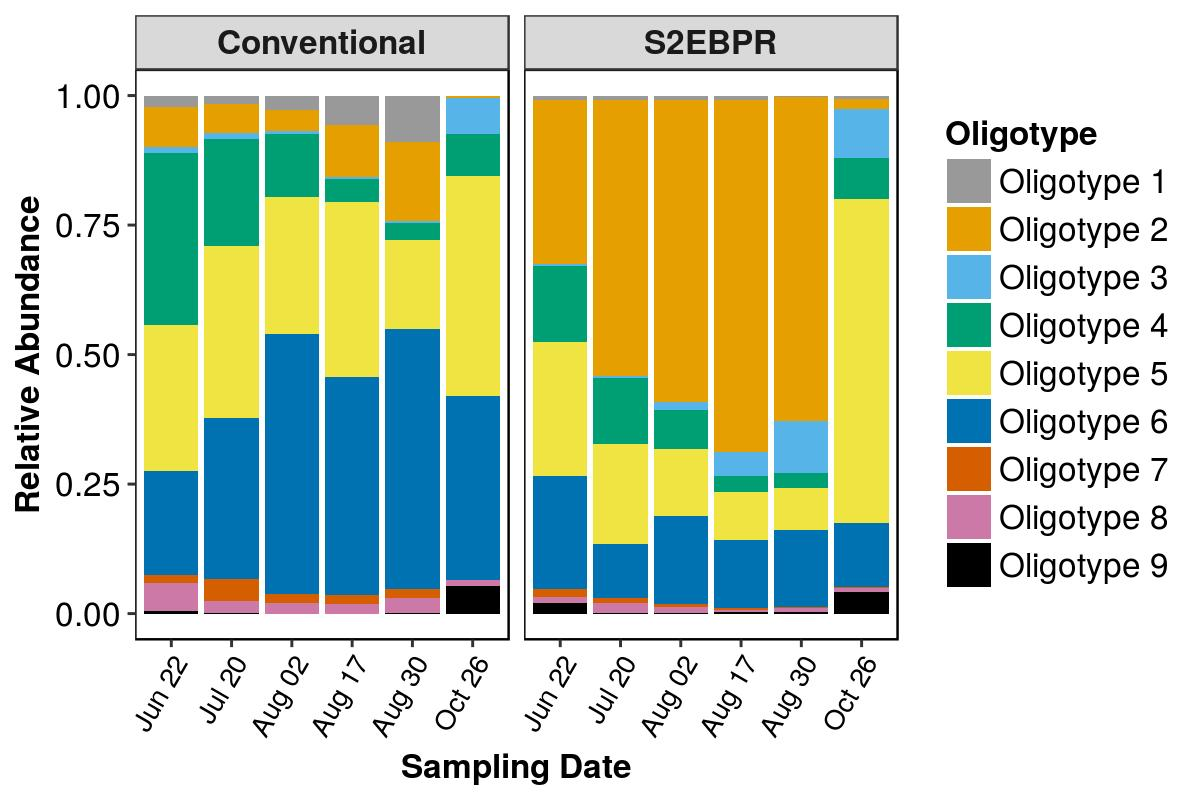 Conventional
S2EBPR
Relative Abundance
1.00
0.75
0.50
0.25
0.00
Jun 22
Jul 20
Aug 02
Aug 17
Aug 30
Oct 26
Jun 22
Jul 20
Aug 02
Aug 17
Aug 30
Oct 26
Sampling Date
Oligotype
Oligotype 1
Oligotype 2
Oligotype 3
Oligotype 4
Oligotype 5
Oligotype 6
Oligotype 7
Oligotype 8
Oligotype 9